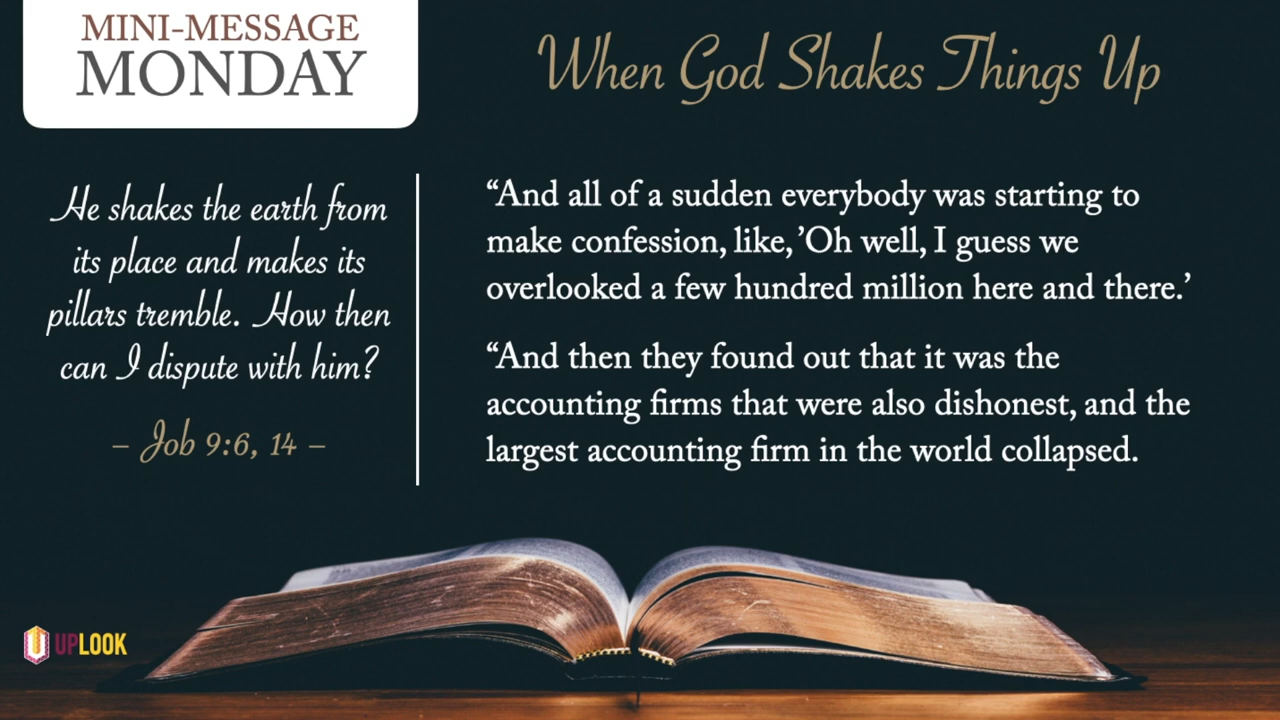 MINI-MESSAGE
MONDAY
When God Shakes Things Up
He shakes the earth from
its place and makes its
pillars tremble. How then
can I dispute with him?
– Job 9:6, 14 –
“And all of a sudden everybody was starting to
make confession, like, ’Oh well, I guess we
overlooked a few hundred million here and there.’
“And then they found out that it was the
accounting firms that were also dishonest, and the
largest accounting firm in the world collapsed.
UPLOOK